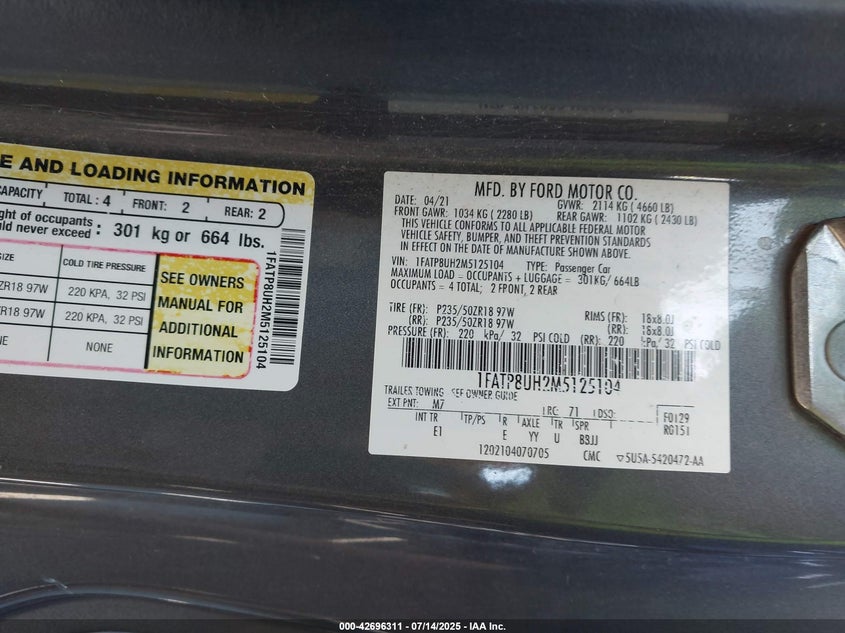 E AND LOADING INFORMATION
CAPACITY TOTAL : 4 FRONT: 2 REAR: 2
ght of occupants
ould never exceed : 301 kg or 664 lbs.
SIZE COLD TIRE PRESSURE
ZR18 97W 220 KPA, 32 PSI
ZR18 97W 220 KPA, 32 PSI
NE NONE
SEE OWNERS
MANUAL FOR
ADDITIONAL
INFORMATION
1FATP8UH2M5125104
MFD. BY FORD MOTOR CO.
DATE: 04/21 GVWR: 2114 KG ( 4660 LB)
FRONT GAWR: 1034 KG ( 2280 LB) REAR GAWR: 1102 KG ( 2430 LB)
THIS VEHICLE CONFORMS TO ALL APPLICABLE FEDERAL MOTOR
VEHICLE SAFETY, BUMPER, AND THEFT PREVENTION STANDARDS
IN EFFECT ON THE DATE OF MANUFACTURE SHOWN ABOVE.
VIN: 1FATP8UH2M5125104 TYPE: Passenger Car
MAXIMUM LOAD = OCCUPANTS + LUGGAGE = 301KG/ 664LB
OCCUPANTS = 4 TOTAL; 2 FRONT, 2 REAR
TIRE (FR): P235/50ZR18 97W RIMS (FR): 18x8.0J
(RR): P235/50ZR18 97W (RR): 18x8.0J
PRESSURE (FR): 220 kPa/ 32 PSI COLD (RR): 220 kPa/ 32 PSI COLD
1FATP8UH2M5125104
TRAILER TOWING - SEE OWNER GUIDE
EXT PNT: M7 RC: 71 DSO: F0129
INT TR TP/PS R AXLE TR SPR R0151
E1 E YY U BBJJ
1202104070705 CMC ▽5U5A-5420472-AA
000-42696311 - 07/14/2025 - IAA Inc.